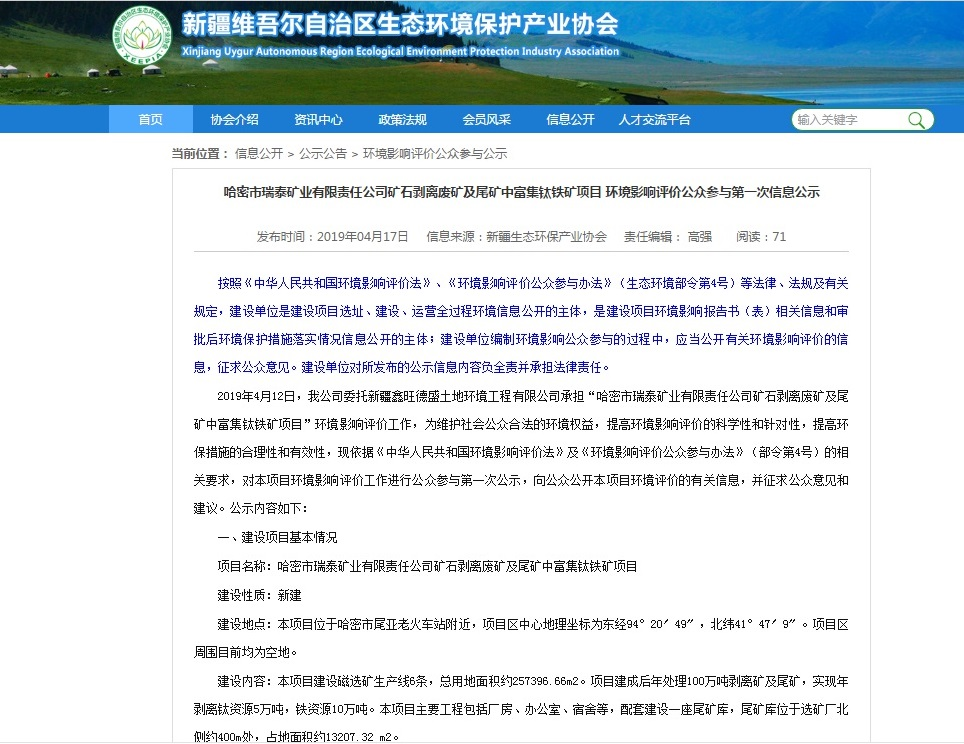 新疆维吾尔自治区生态环境保护产业协会
Xinjiang Uygur Autonomous Region Ecological Environment Protection Industry Association
XEEPIA
首页 协会介绍 资讯中心 政策法规 会员风采 信息公开 人才交流平台 输入关键字
当前位置： 信息公开 > 公示公告 > 环境影响评价公众参与公示
哈密市瑞泰矿业有限责任公司矿石剥离废矿及尾矿中富集钛铁矿项目 环境影响评价公众参与第一次信息公示
发布时间：2019年04月17日 信息来源：新疆生态环保产业协会 责任编辑： 高强 阅读：71
按照《中华人民共和国环境影响评价法》、《环境影响评价公众参与办法》（生态环境部令第4号）等法律、法规及有关
规定，建设单位是建设项目选址、建设、运营全过程环境信息公开的主体，是建设项目环境影响报告书（表）相关信息和审
批后环境保护措施落实情况信息公开的主体；建设单位编制环境影响公众参与的过程中，应当公开有关环境影响评价的信
息，征求公众意见。建设单位对所发布的公示信息内容负全责并承担法律责任。
2019年4月12日，我公司委托新疆鑫旺德盛土地环境工程有限公司承担“哈密市瑞泰矿业有限责任公司矿石剥离废矿及尾
矿中富集钛铁矿项目”环境影响评价工作，为维护社会公众合法的环境权益，提高环境影响评价的科学性和针对性，提高环
保措施的合理性和有效性，现依据《中华人民共和国环境影响评价法》及《环境影响评价公众参与办法》（部令第4号）的相
关要求，对本项目环境影响评价工作进行公众参与第一次公示，向公众公开本项目环境评价的有关信息，并征求公众意见和
建议。公示内容如下：
一、建设项目基本情况
项目名称：哈密市瑞泰矿业有限责任公司矿石剥离废矿及尾矿中富集钛铁矿项目
建设性质：新建
建设地点：本项目位于哈密市尾亚老火车站附近，项目区中心地理坐标为东经94°20′49″，北纬41°47′9″。项目区
周围目前均为空地。
建设内容：本项目建设磁选矿生产线6条，总用地面积约257396.66m2。项目建成后年处理100万吨剥离矿及尾矿，实现年
剥离钛资源5万吨，铁资源10万吨。本项目主要工程包括厂房、办公室、宿舍等，配套建设一座尾矿库，尾矿库位于选矿厂北
侧约400m处，占地面积约13207.32 m2。